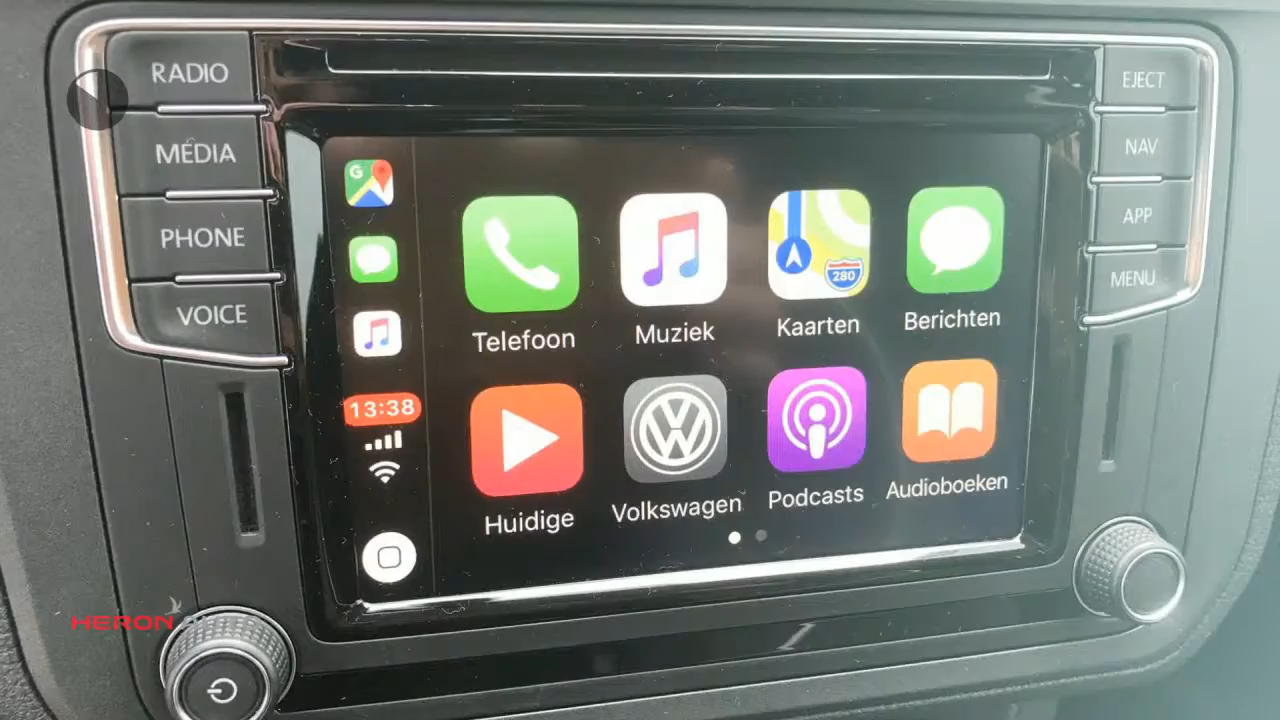 RADIO
MÉDIA
PHONE
VOICE
EJECT
NAV
APP
MENU
G
13:38
Telefoon
Muziek
280
Kaarten
Berichten
Huidige
Volkswagen
Podcasts
Audioboeken
HERON